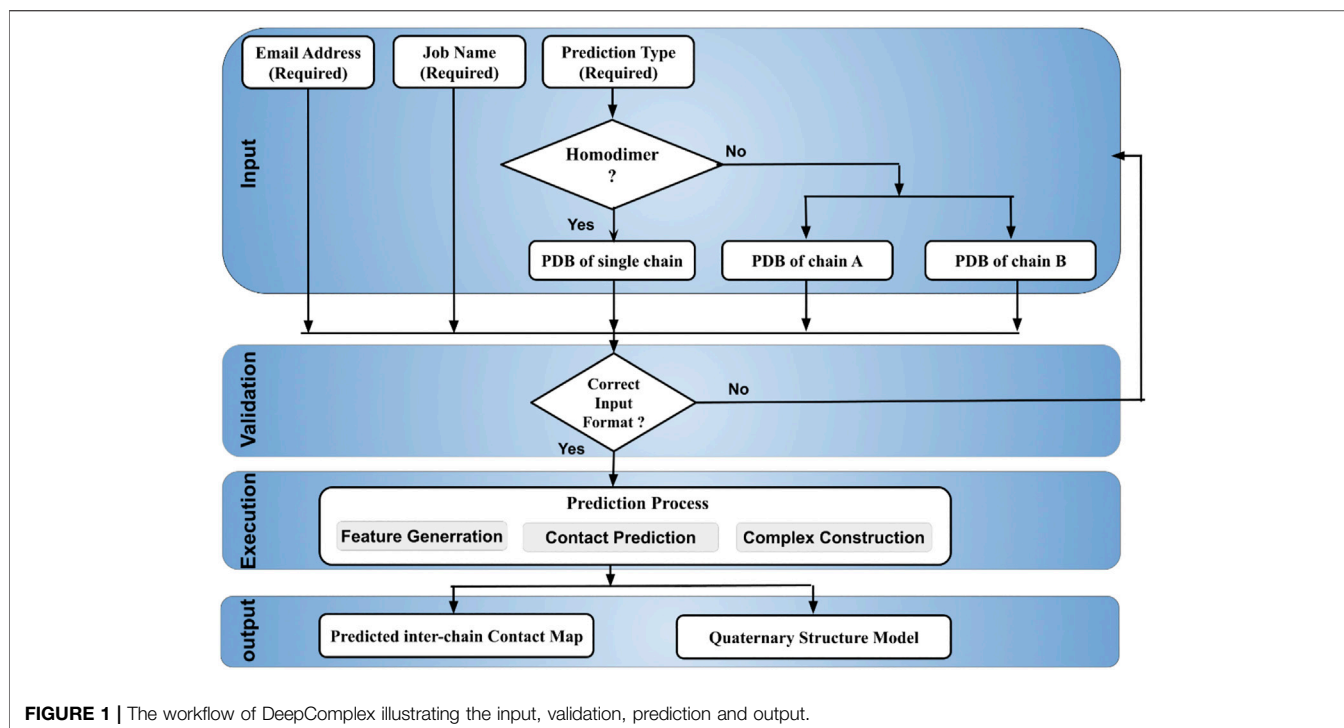 Email Address
(Required)
Job Name
(Required)
Prediction Type
(Required)
Input
Homodimer
?
No
Yes
PDB of single chain
PDB of chain A
PDB of chain B
Validation
Correct
Input
Format ?
No
Yes
Execution
Prediction Process
Feature Generration
Contact Prediction
Complex Construction
output
Predicted inter-chain Contact Map
Quaternary Structure Model
FIGURE 1 | The workflow of DeepComplex illustrating the input, validation, prediction and output.